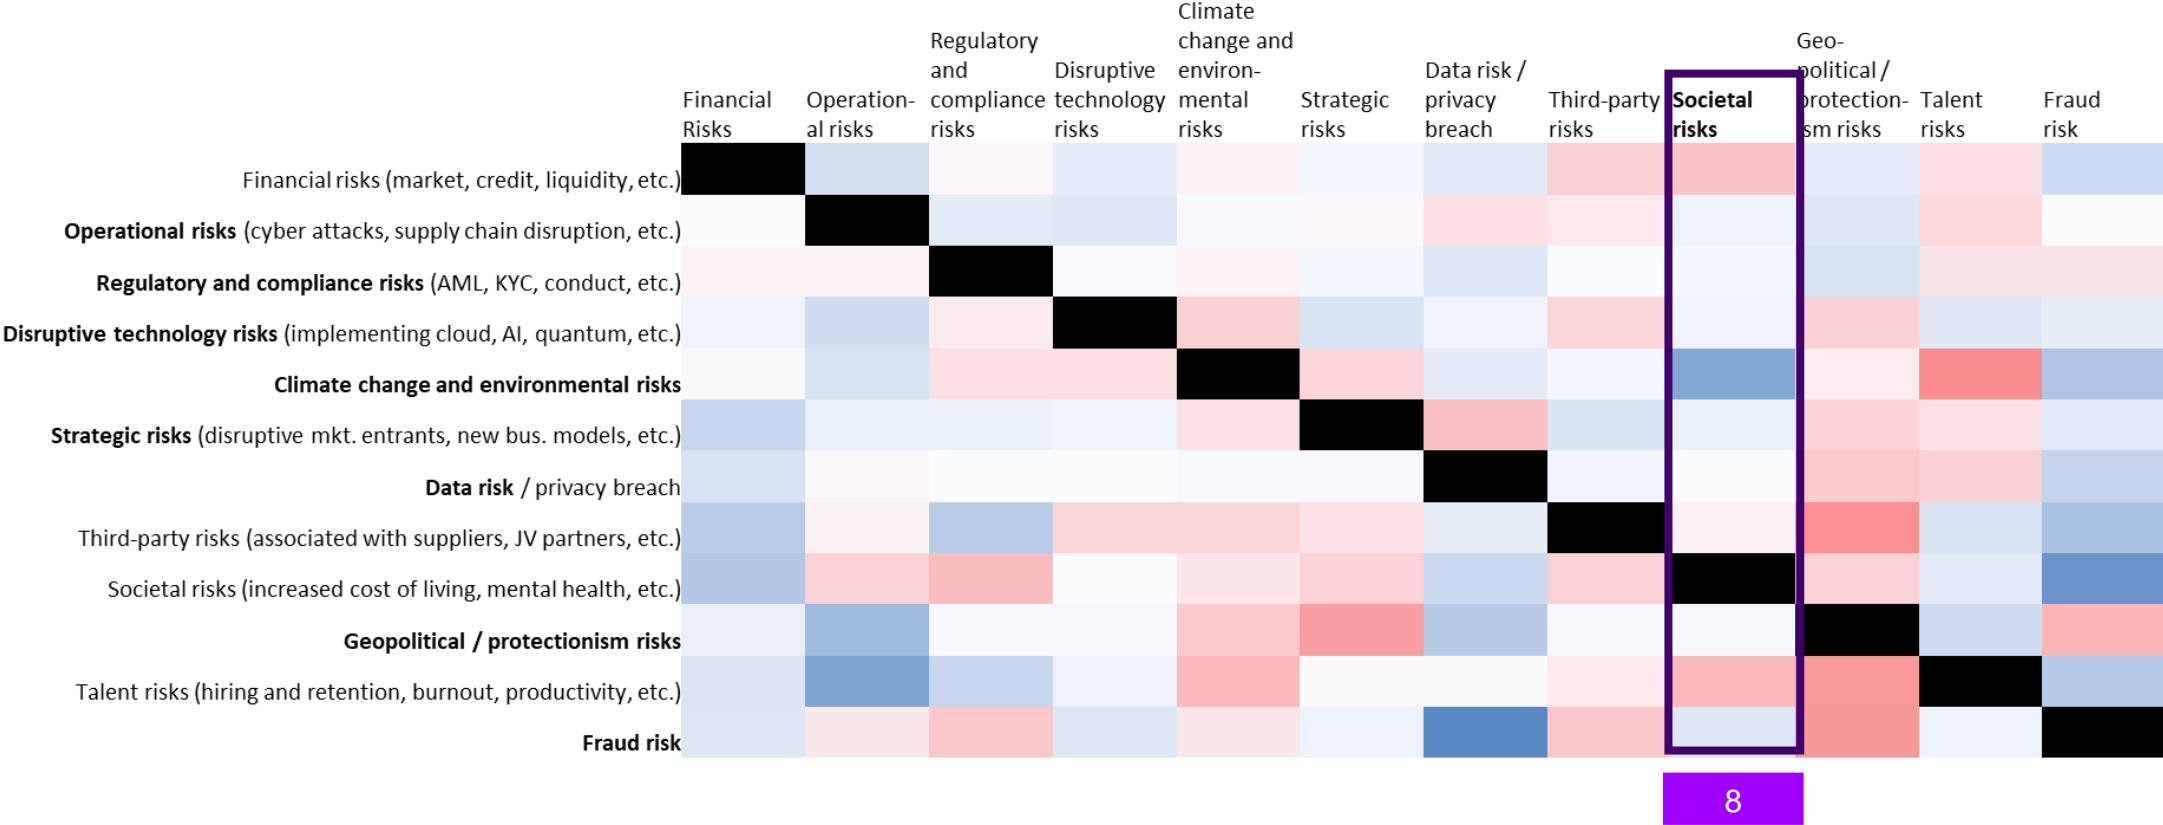 Financial
Risks
Operation-
al risks
Regulatory
and
compliance
risks
Disruptive
technology
risks
Climate
change and
environ-
mental
risks
Strategic
risks
Data risk /
privacy
breach
Third-party
risks
Societal
risks
Geo-
political /
protection-
ism risks
Talent
risks
Fraud
risk
Financial risks (market, credit, liquidity, etc.)
Operational risks (cyber attacks, supply chain disruption, etc.)
Regulatory and compliance risks (AML, KYC, conduct, etc.)
Disruptive technology risks (implementing cloud, AI, quantum, etc.)
Climate change and environmental risks
Strategic risks (disruptive mkt. entrants, new bus. models, etc.)
Data risk / privacy breach
Third-party risks (associated with suppliers, JV partners, etc.)
Societal risks (increased cost of living, mental health, etc.)
Geopolitical / protectionism risks
Talent risks (hiring and retention, burnout, productivity, etc.)
Fraud risk
8